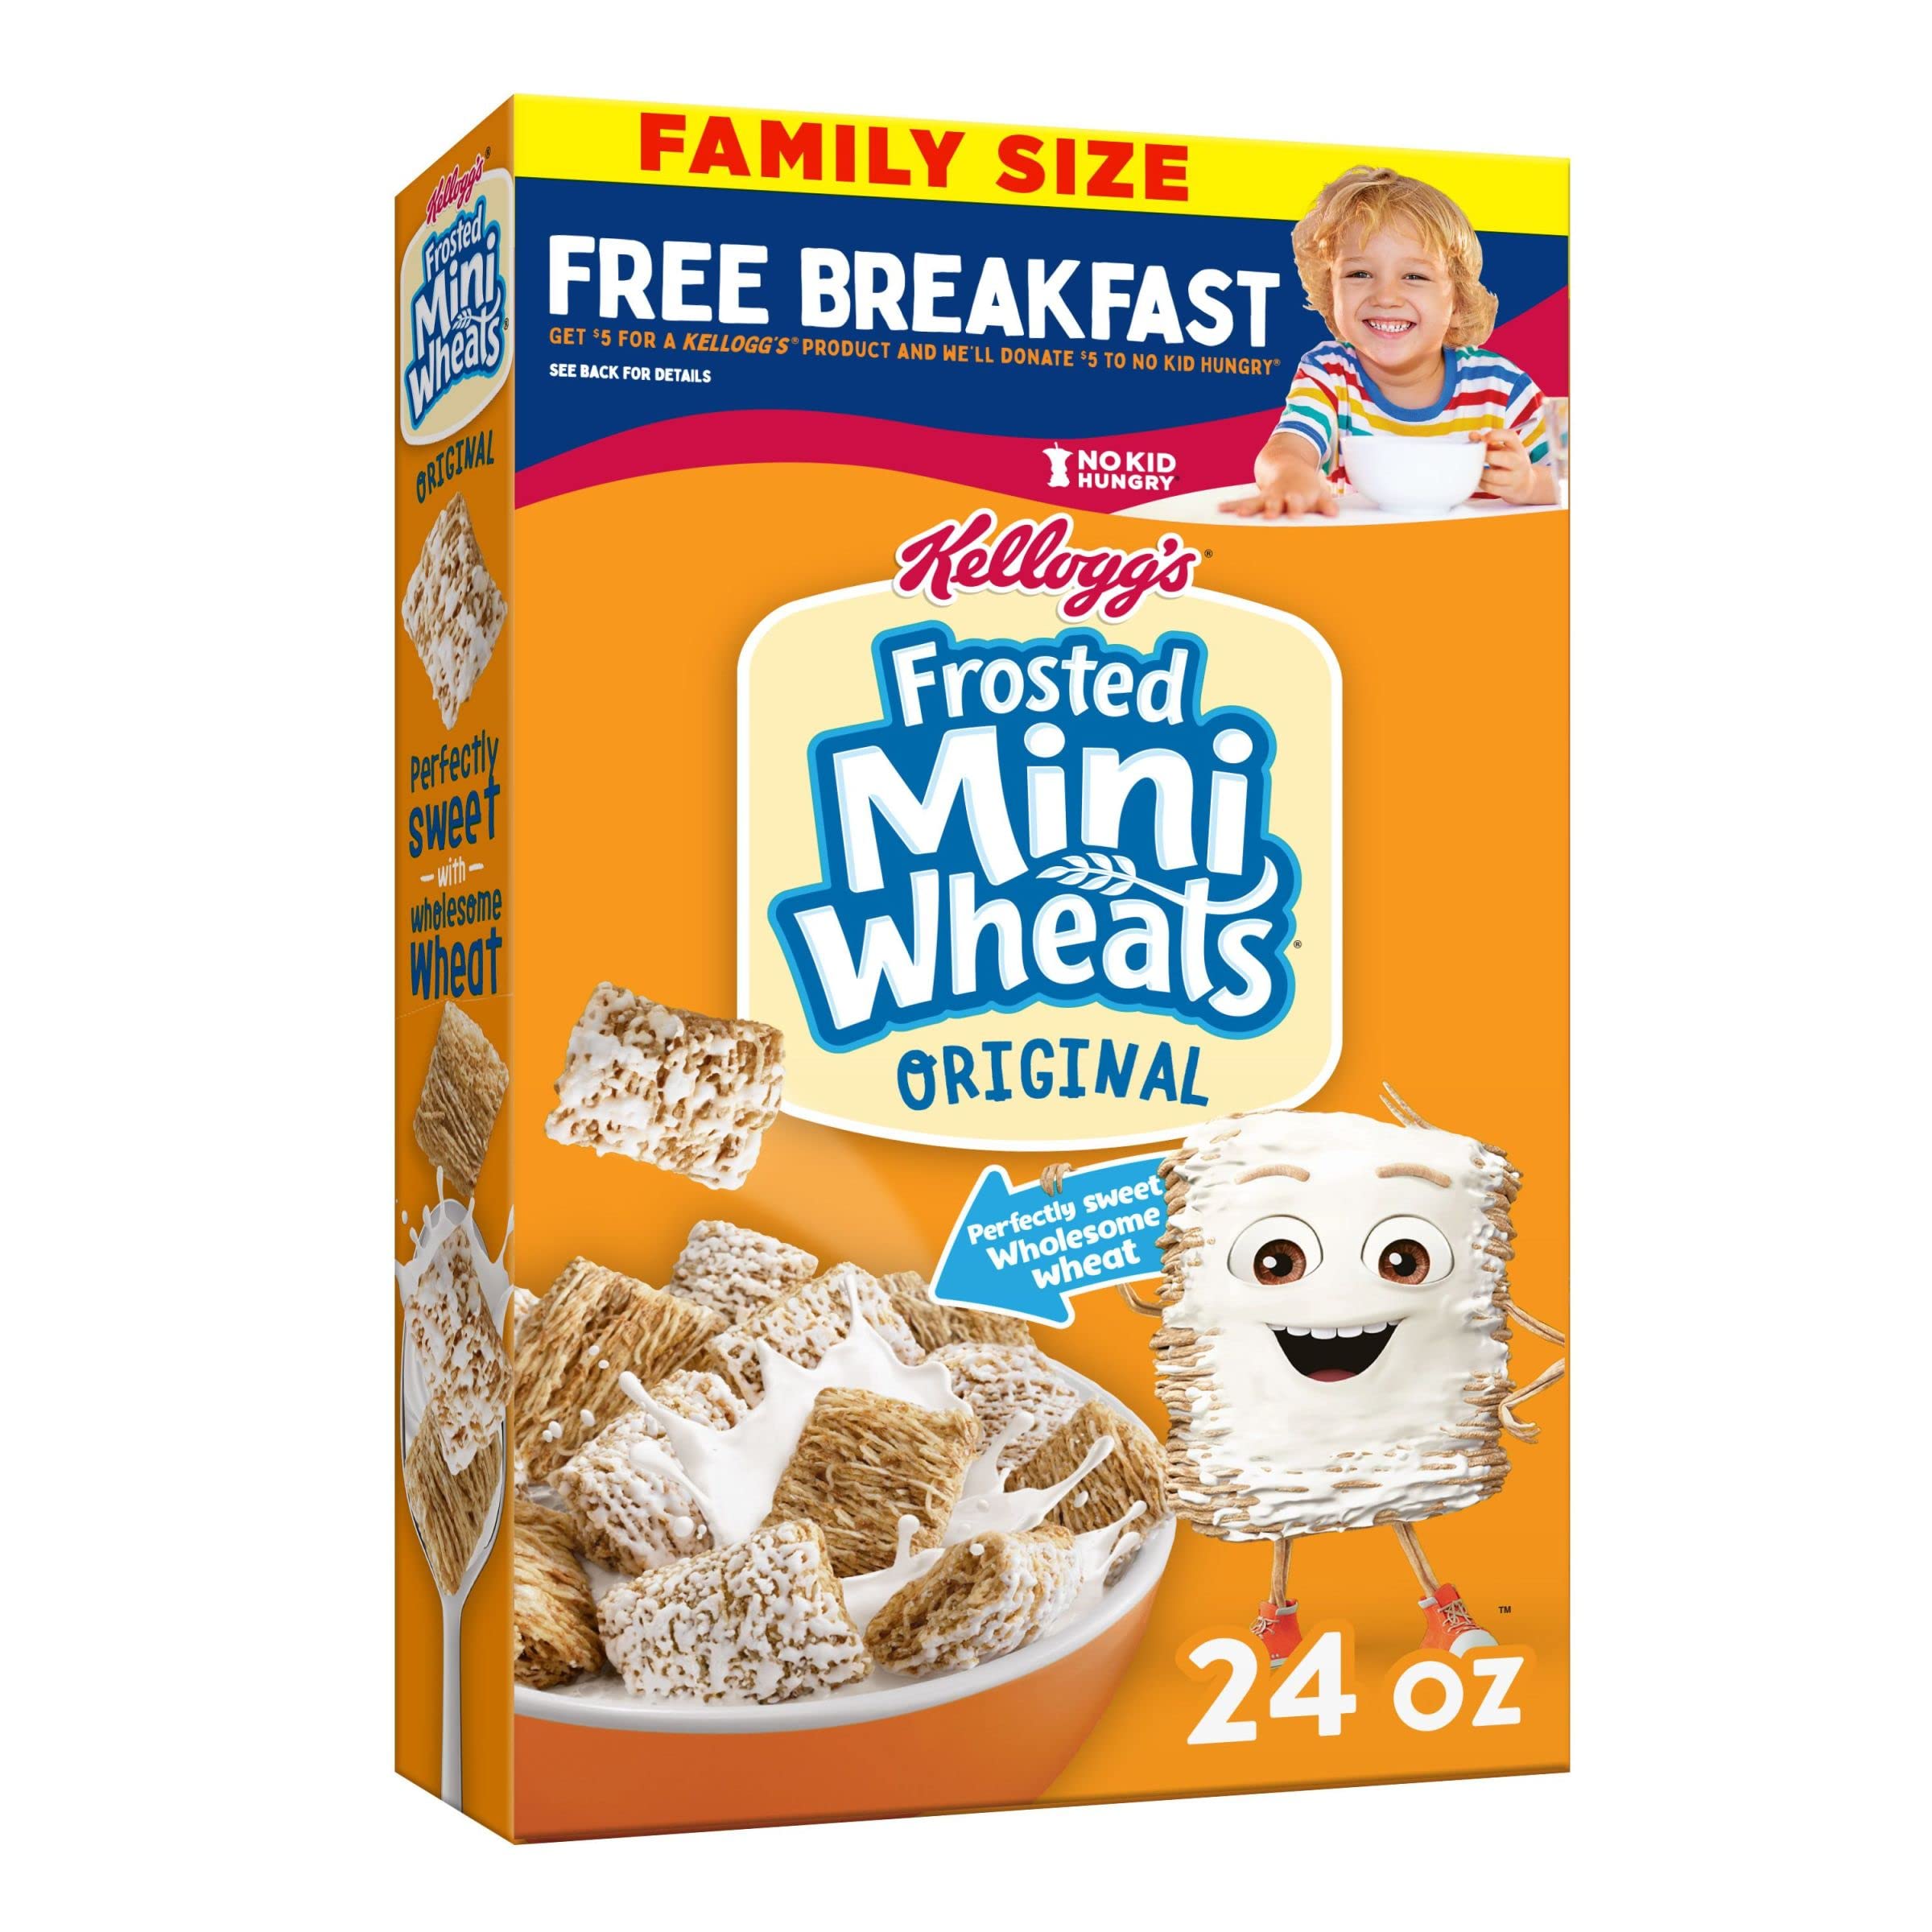 FAMILY SIZE
FREE BREAKFAST
GET $5 FOR A KELLOGG'S® PRODUCT AND WE'LL DONATE $5 TO NO KID HUNGRY®
SEE BACK FOR DETAILS
NO KID
HUNGRY
Kellogg's®
Frosted
Mini
Wheats®
ORIGINAL
Perfectly sweet
Wholesome
wheat
™
24 oz
Kellogg's®
Frosted
Mini
Wheats®
ORIGINAL
Perfectly
sweet
- with -
wholesome
wheat